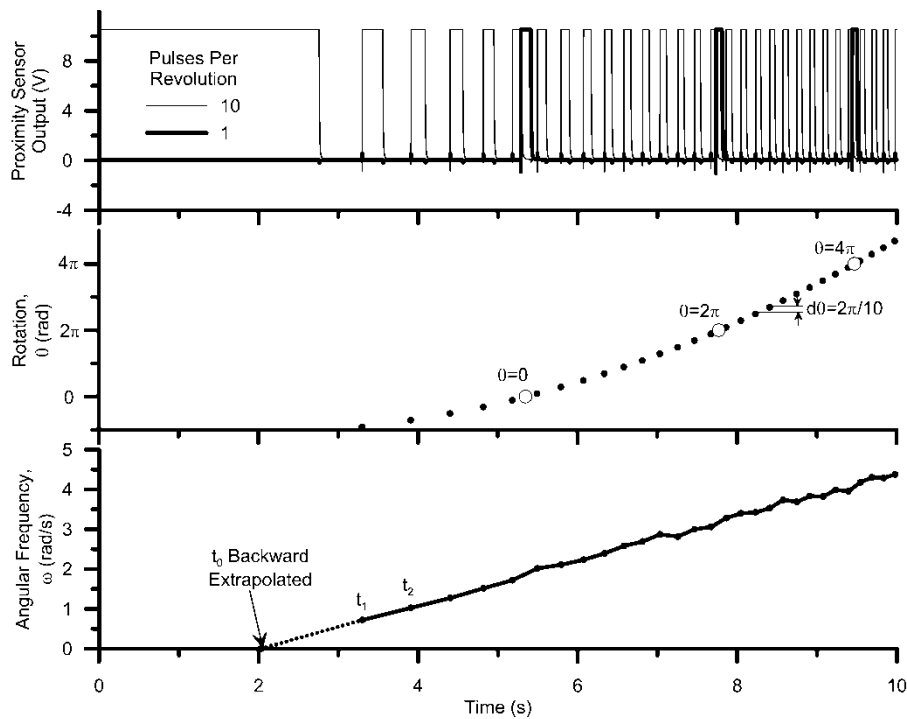 Proximity Sensor
Output (V)
8
4
0
-4
Pulses Per
Revolution
10
1
Rotation,
θ (rad)
4π
2π
0
θ=0
θ=2π
θ=4π
dθ=2π/10
Angular Frequency,
ω (rad/s)
5
4
3
2
1
0
t₀ Backward
Extrapolated
t₁
t₂
0 2 4 6 8 10
Time (s)